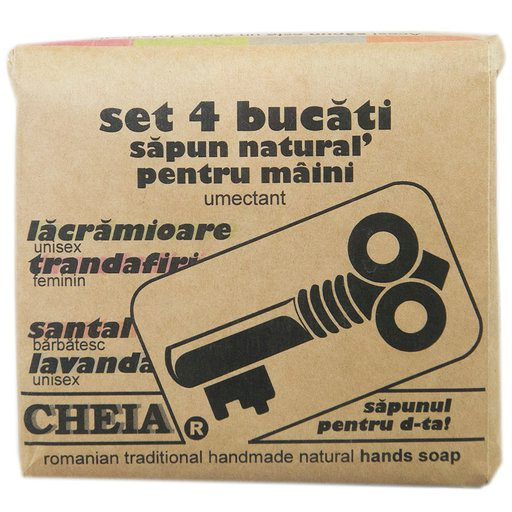 set 4 bucăți
săpun natural'
pentru mâini
umectant
lăcrămioare
unisex
trandafiri
feminin
santal
bărbătesc
lavandă
unisex
CHEIA ®
săpunul
pentru d-ta!
romanian traditional handmade natural hands soap